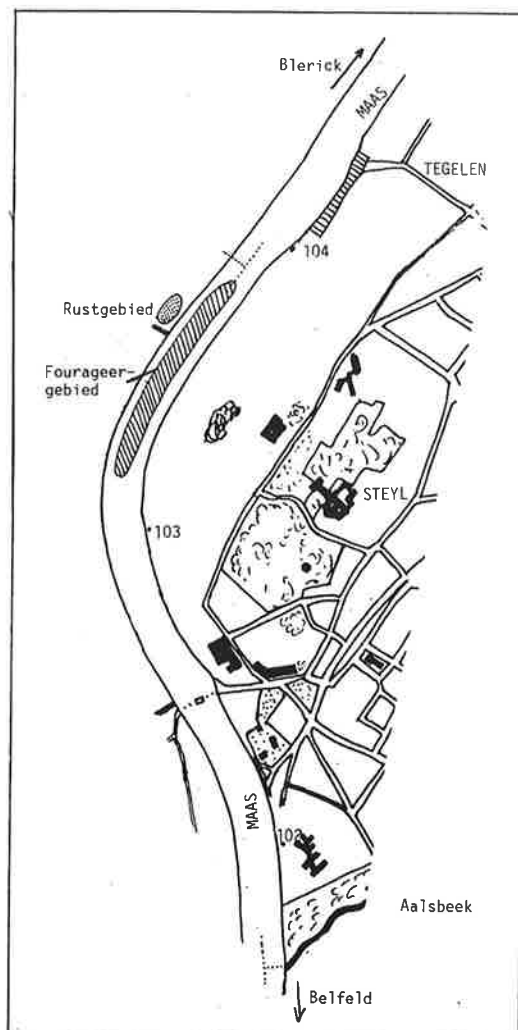 Blerick
MAAS
TEGELEN
104
Rustgebied
Fourageer-
gebied
STEYL
103
MAAS
102
Aalsbeek
Belfeld